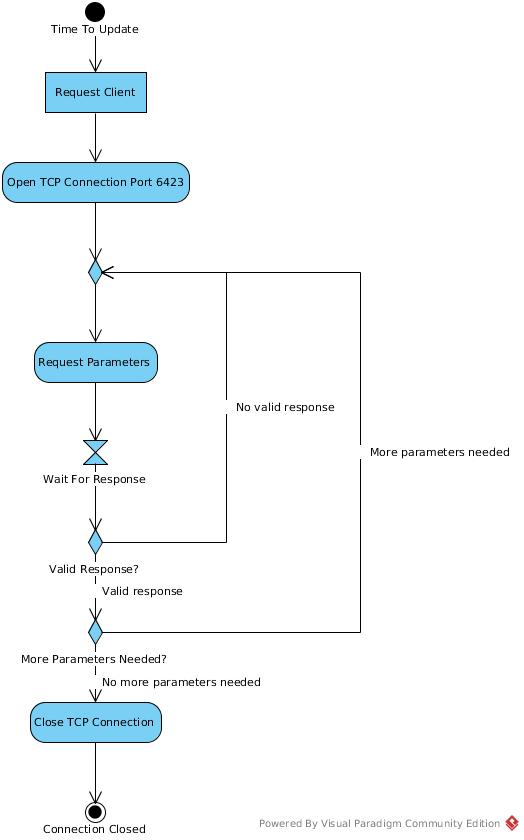 Time To Update
Request Client
Open TCP Connection Port 6423
Request Parameters
No valid response
More parameters needed
Wait For Response
Valid Response?
Valid response
More Parameters Needed?
No more parameters needed
Close TCP Connection
Connection Closed
Powered By Visual Paradigm Community Edition